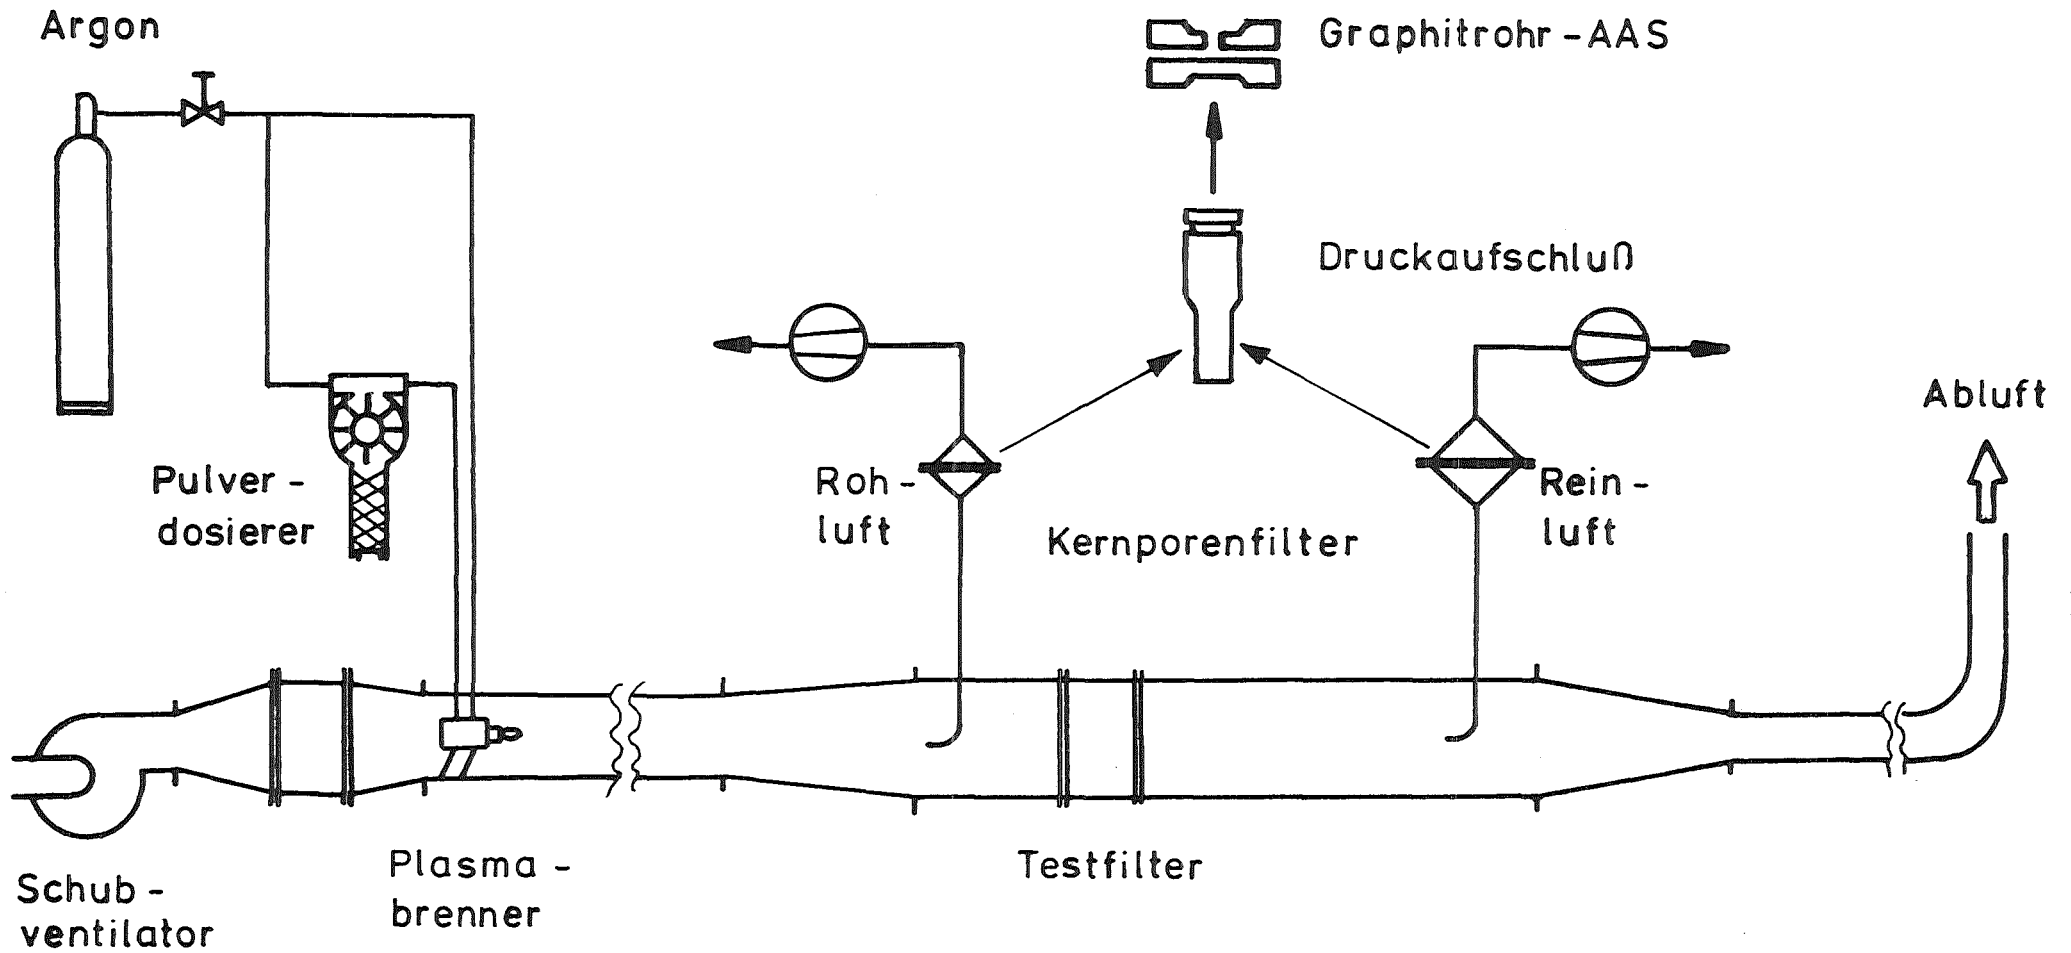 Argon
Graphitrohr-AAS
Druckaufschluß
Abluft
Pulver-
dosierer
Roh-
luft
Kernporenfilter
Rein-
luft
Plasma-
brenner
Testfilter
Schub-
ventilator